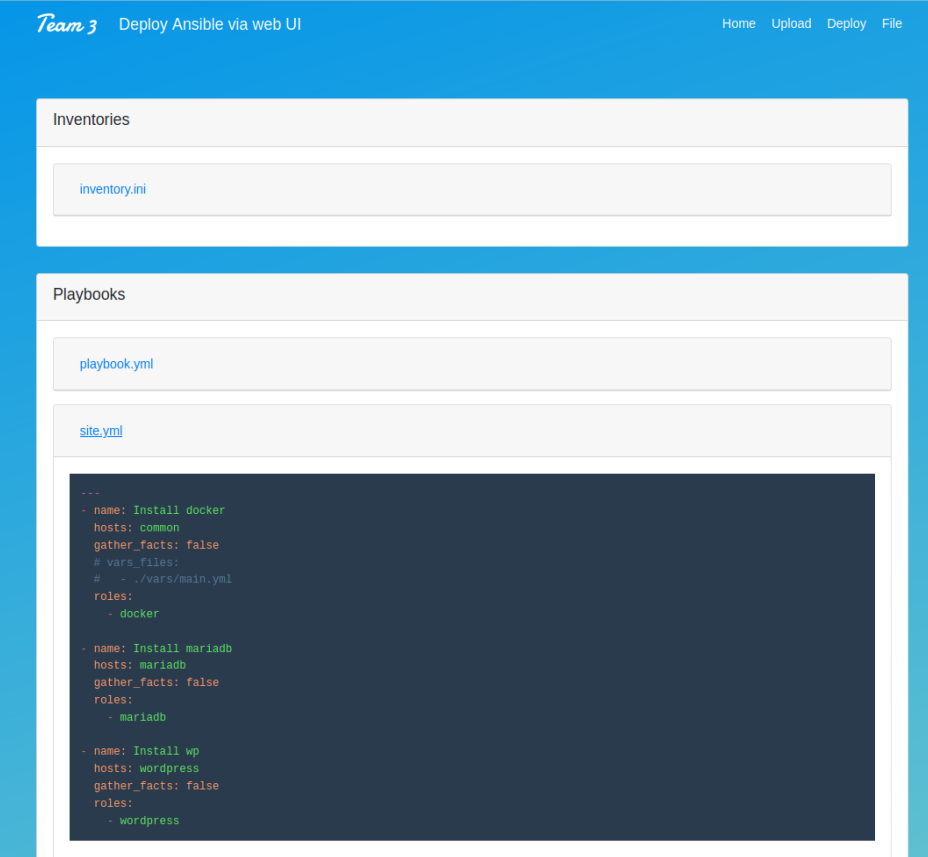 Team 3 Deploy Ansible via web UI Home Upload Deploy File
Inventories
inventory.ini
Playbooks
playbook.yml
site.yml
---
- name: Install docker
  hosts: common
  gather_facts: false
  # vars_files:
  #   - ./vars/main.yml
  roles:
    - docker

- name: Install mariadb
  hosts: mariadb
  gather_facts: false
  roles:
    - mariadb

- name: Install wp
  hosts: wordpress
  gather_facts: false
  roles:
    - wordpress